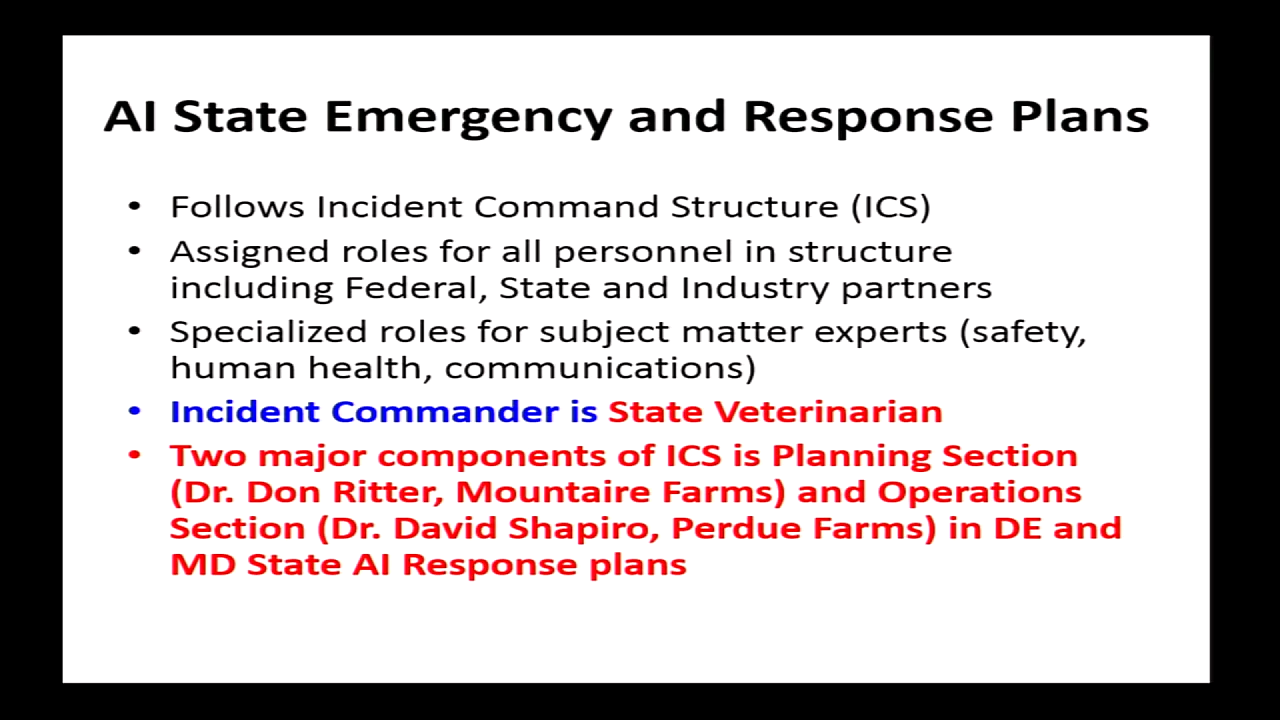 AI State Emergency and Response Plans
• Follows Incident Command Structure (ICS)
• Assigned roles for all personnel in structure
including Federal, State and Industry partners
• Specialized roles for subject matter experts (safety,
human health, communications)
• Incident Commander is State Veterinarian
• Two major components of ICS is Planning Section
(Dr. Don Ritter, Mountaire Farms) and Operations
Section (Dr. David Shapiro, Perdue Farms) in DE and
MD State AI Response plans